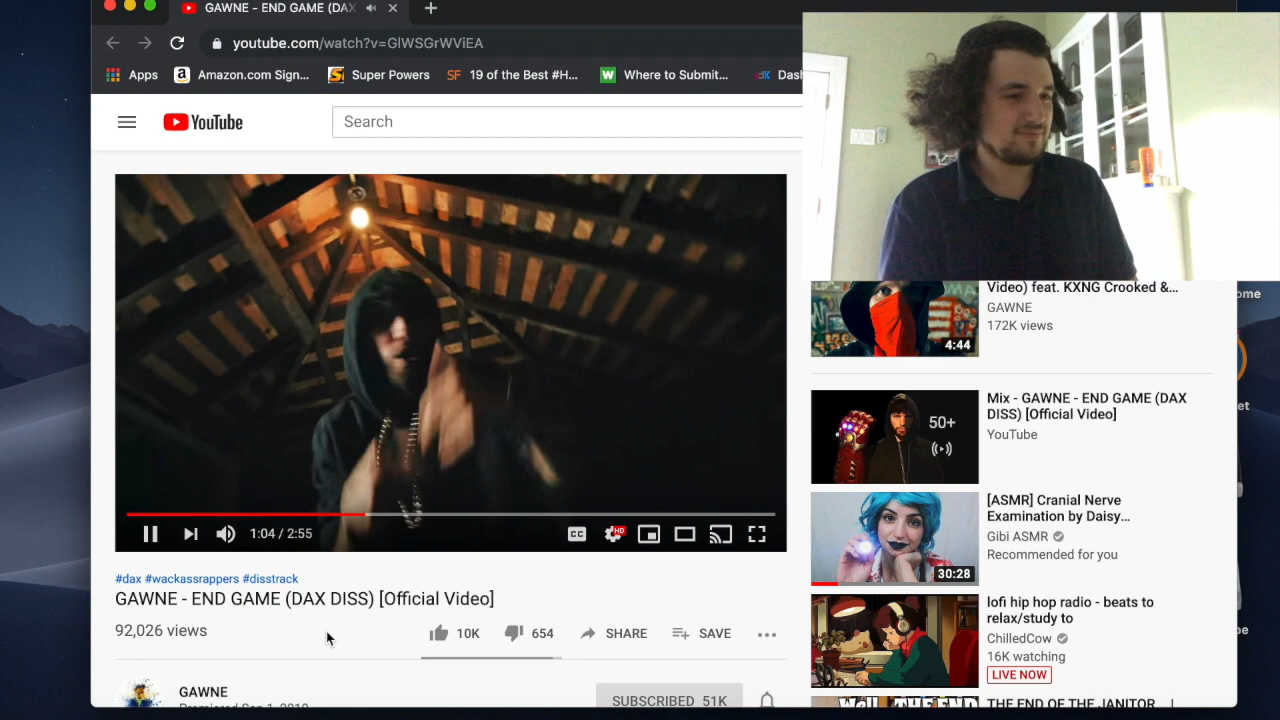 GAWNE - END GAME (DAX
youtube.com/watch?v=GlWSGrWViEA
Apps
Amazon.com Sign...
Super Powers
SF
19 of the Best #H...
W
Where to Submit...
Dash
YouTube
Search
1:04 / 2:55
CC
HD
#dax #wackassrappers #disstrack
GAWNE - END GAME (DAX DISS) [Official Video]
92,026 views
10K
654
SHARE
SAVE
GAWNE
SUBSCRIBED 51K
Video) feat. KXNG Crooked &...
GAWNE
172K views
4:44
Mix - GAWNE - END GAME (DAX
DISS) [Official Video]
YouTube
50+
[ASMR] Cranial Nerve
Examination by Daisy...
Gibi ASMR
Recommended for you
30:28
lofi hip hop radio - beats to
relax/study to
ChilledCow
16K watching
LIVE NOW
THE END OF THE JANITOR
ome
et